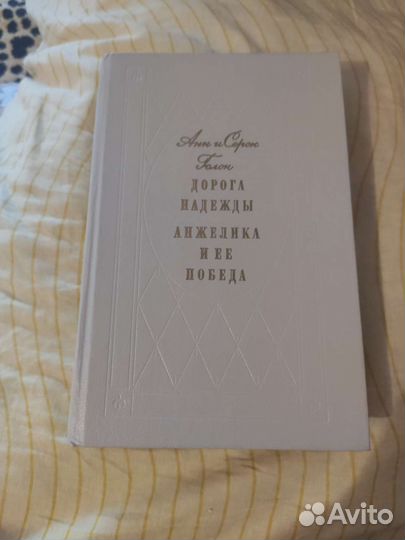 Анн и Серж
Голон
ДОРОГА
НАДЕЖДЫ
АНЖЕЛИКА
И ЕЕ
ПОБЕДА
Avito